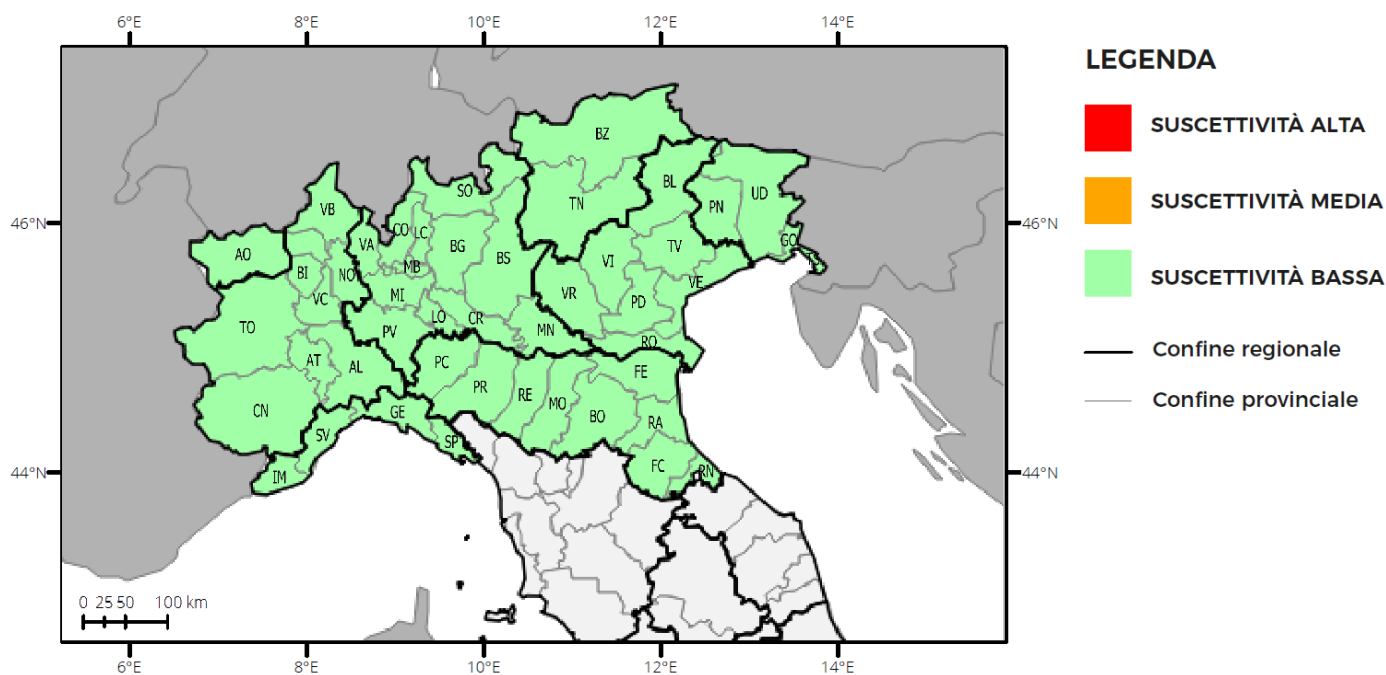 6°E 8°E 10°E 12°E 14°E
LEGENDA
SUSCETTIVITÀ ALTA
SUSCETTIVITÀ MEDIA
SUSCETTIVITÀ BASSA
Confine regionale
Confine provinciale
46°N 46°N
44°N 44°N
BZ
SO
BL
UD
VB
TN
PN
CO LC
VA
BG
TV
GO
AO
BS
VI
MB
BI
NO
VE
VC
MI
VR
PD
LO
CR
TO
PV
MN
RO
AT
AL
PC
FE
PR
RE
MO
CN
GE
BO
RA
SV
SP
FC
RN
IM
0 25 50 100 km
6°E 8°E 10°E 12°E 14°E